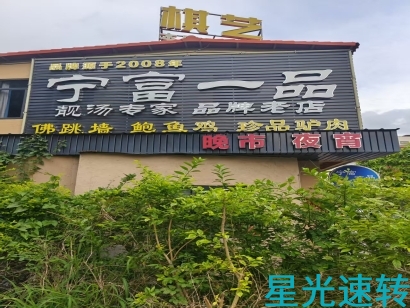 棋艺
品牌源于2008年
宁富一品
靓汤专家 品牌老店
佛跳墙 鲍鱼鸡 珍品驴肉
晚市 夜宵
星光速转